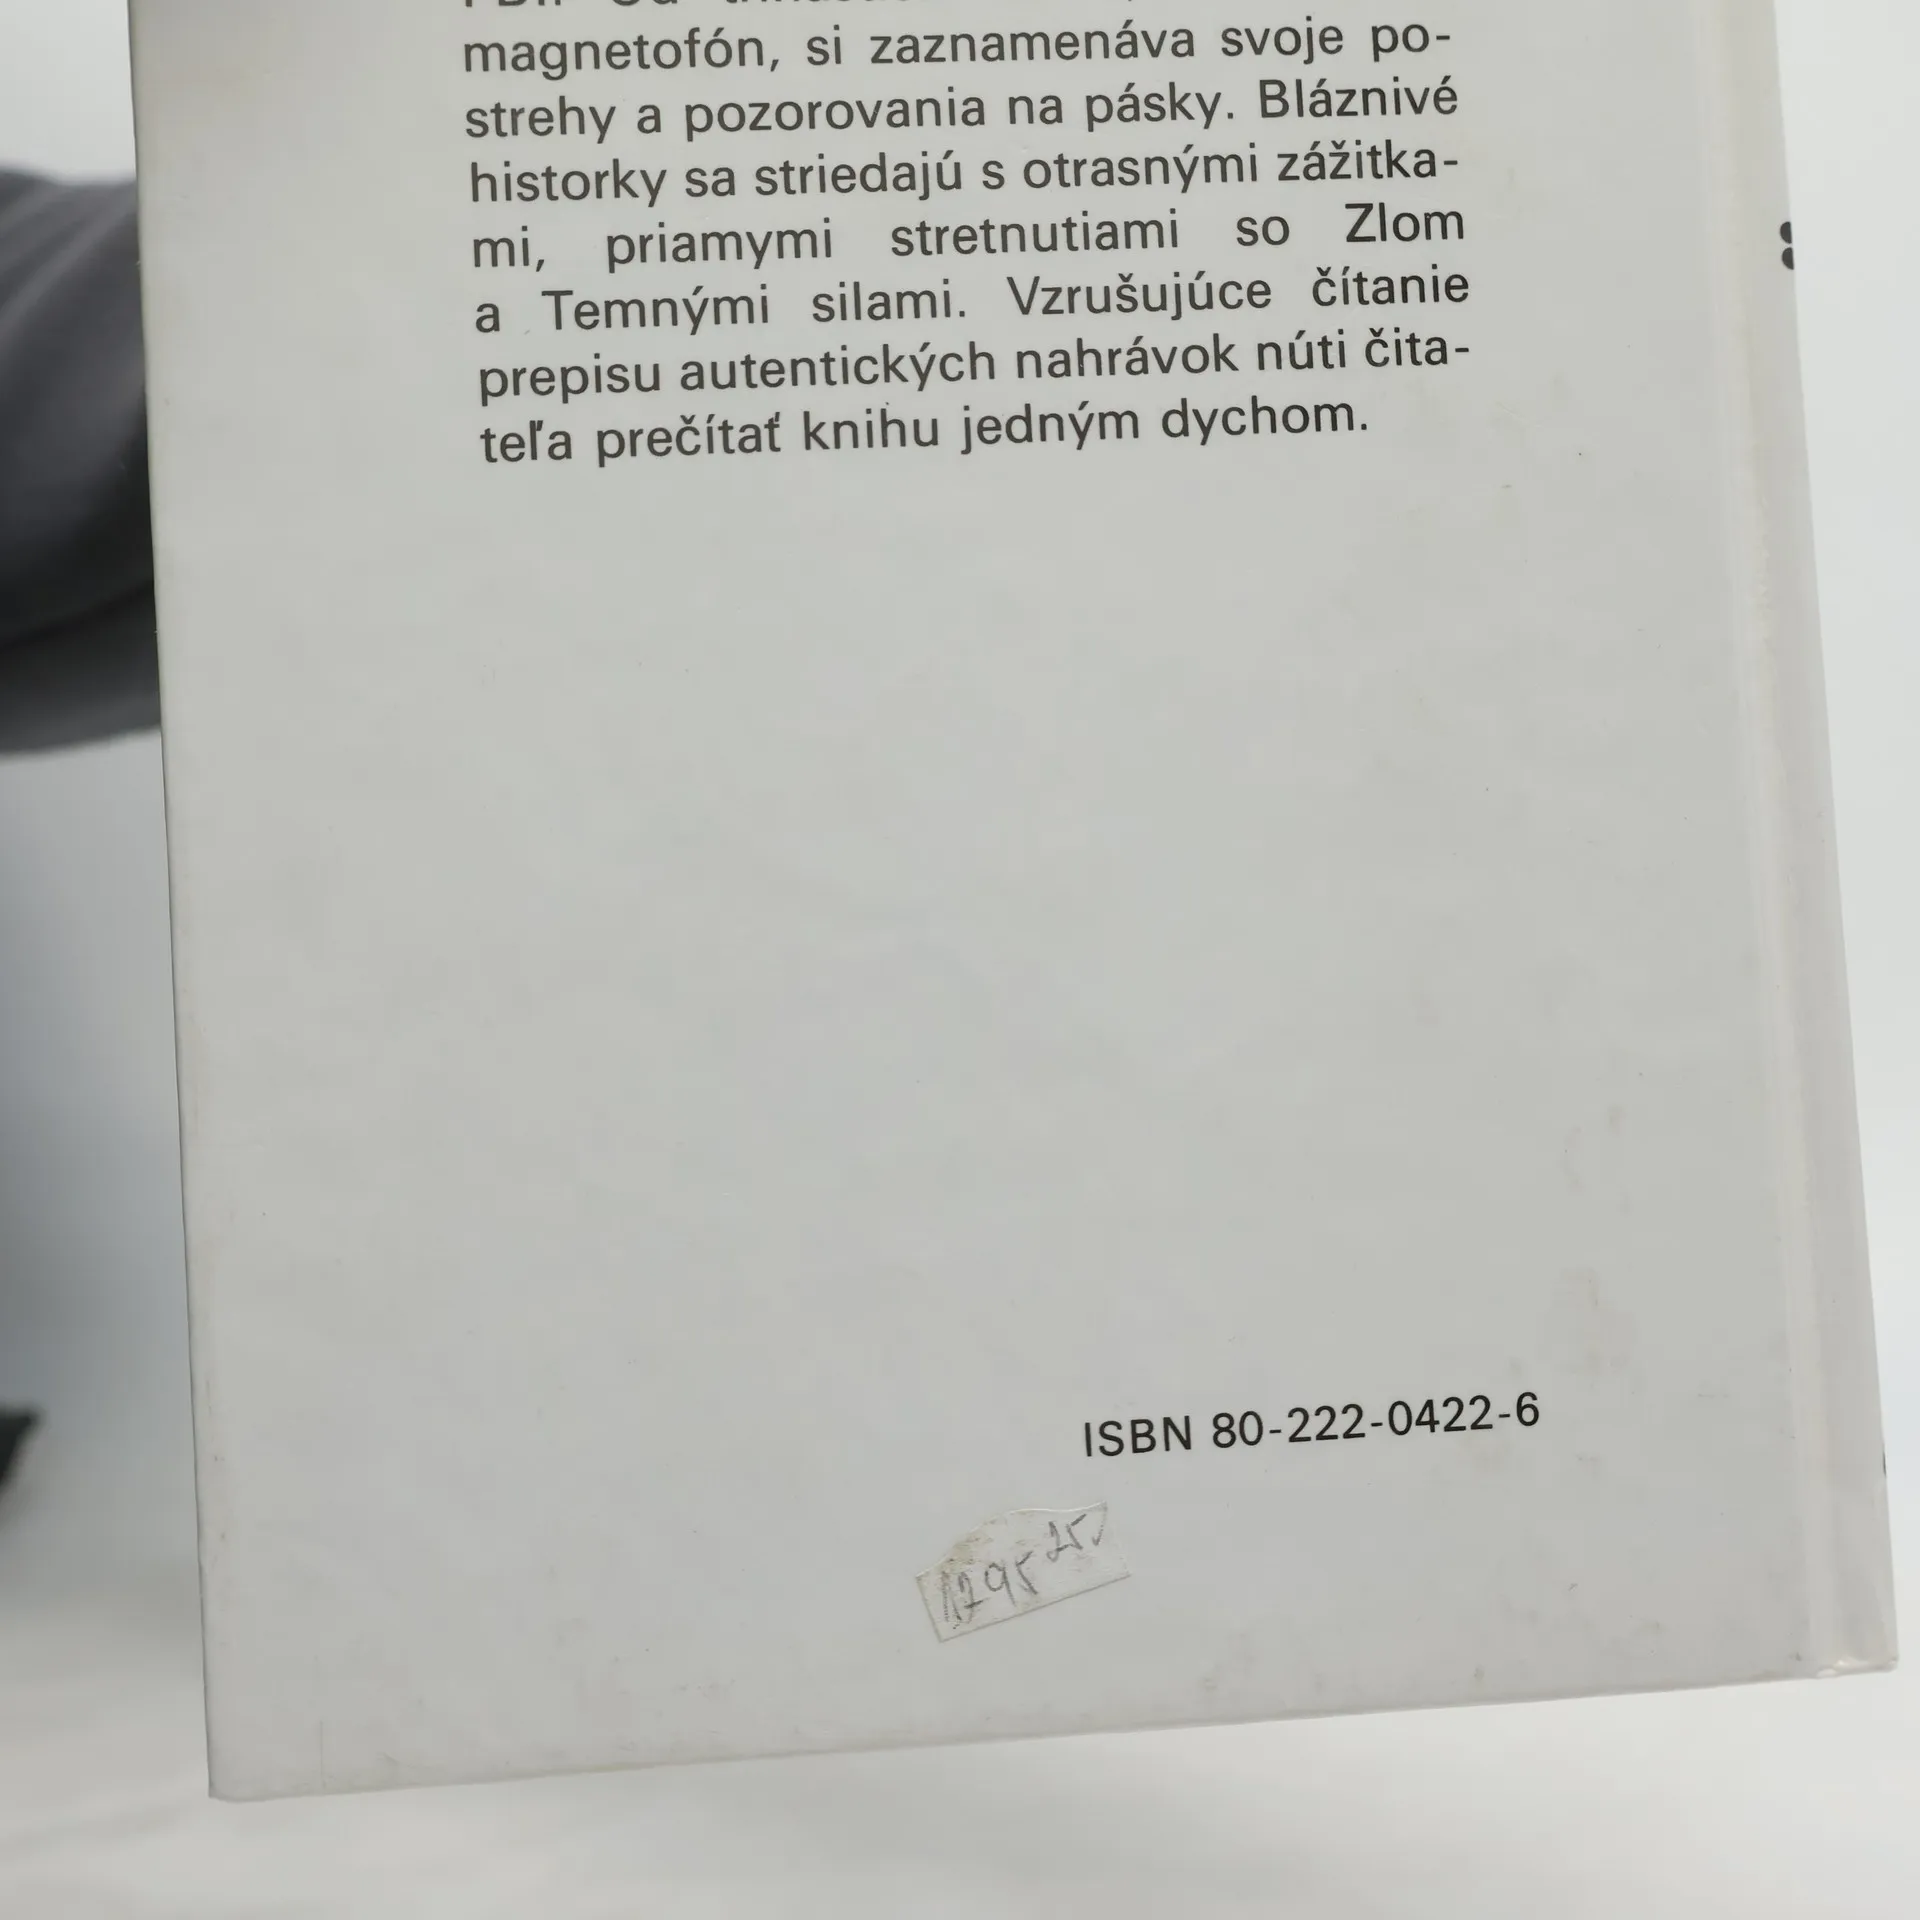 magnetofón, si zaznamenáva svoje po-
strehy a pozorovania na pásky. Bláznivé
historky sa striedajú s otrasnými zážitka-
mi, priamymi stretnutiami so Zlom
a Temnými silami. Vzrušujúce čítanie
prepisu autentických nahrávok núti čita-
teľa prečítať knihu jedným dychom.
ISBN 80-222-0422-6